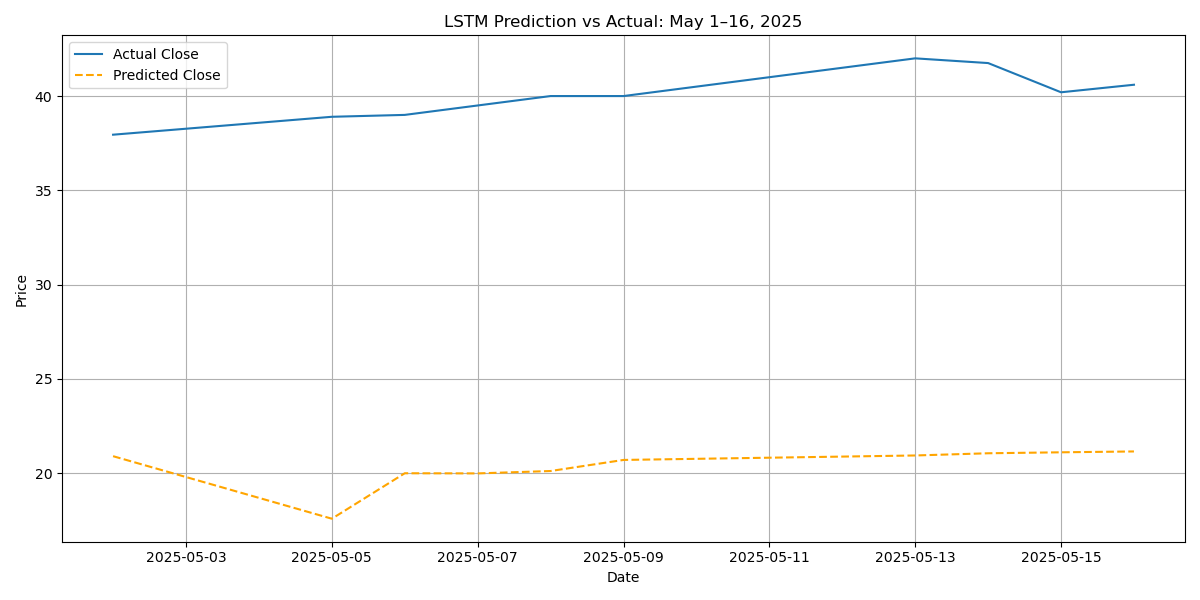 LSTM Prediction vs Actual: May 1–16, 2025
Actual Close
Predicted Close
40
35
30
25
20
Price
2025-05-03 2025-05-05 2025-05-07 2025-05-09 2025-05-11 2025-05-13 2025-05-15
Date